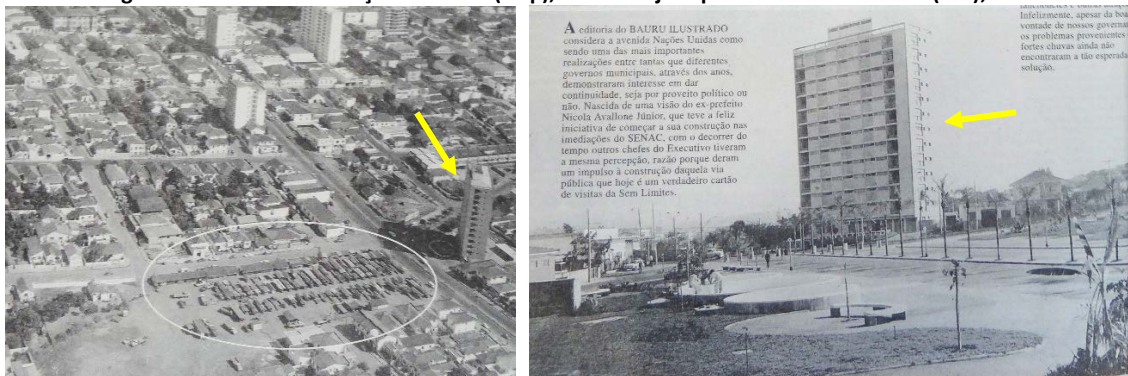 A editoria do BAURU ILUSTRADO
considera a avenida Nações Unidas como
sendo uma das mais importantes
realizações entre tantas que diferentes
governos municipais, através dos anos,
demonstraram interesse em dar
continuidade, seja por proveito político ou
não. Nascida de uma visão do ex-prefeito
Nicola Avallone Júnior, que teve a feliz
iniciativa de começar a sua construção nas
imediações do SENAC, com o decorrer do
tempo outros chefes do Executivo tiveram
a mesma percepção, razão porque deram
um impulso à construção daquela via
pública que hoje é um verdadeiro cartão
de visitas da Sem Limites.
Infelizmente, apesar da boa
vontade de nossos governan
os problemas provenientes
fortes chuvas ainda não
encontraram a tão esperada
solução.